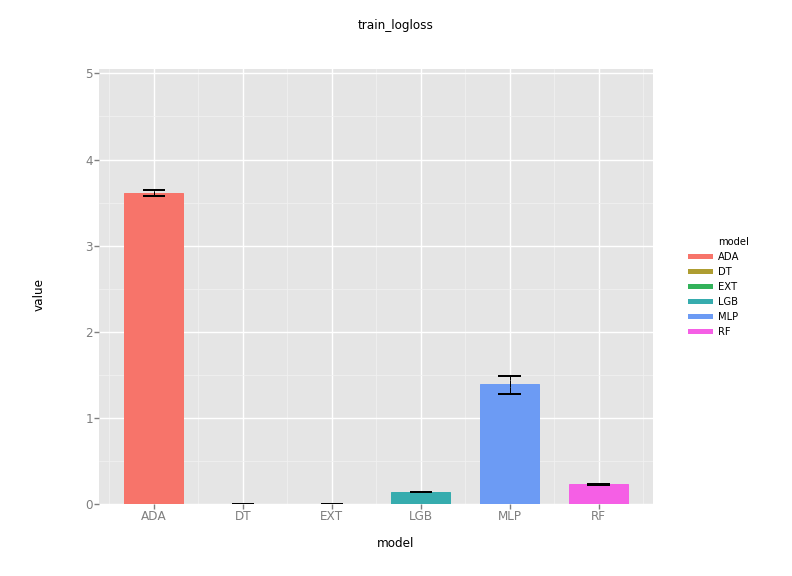 train_logloss
5
4
3
2
1
0
value
ADA DT EXT LGB MLP RF
model
model
ADA
DT
EXT
LGB
MLP
RF